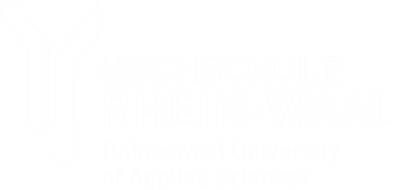 HOCHSCHULE
RHEIN-WAAL
Rhine-Waal University
of Applied Sciences